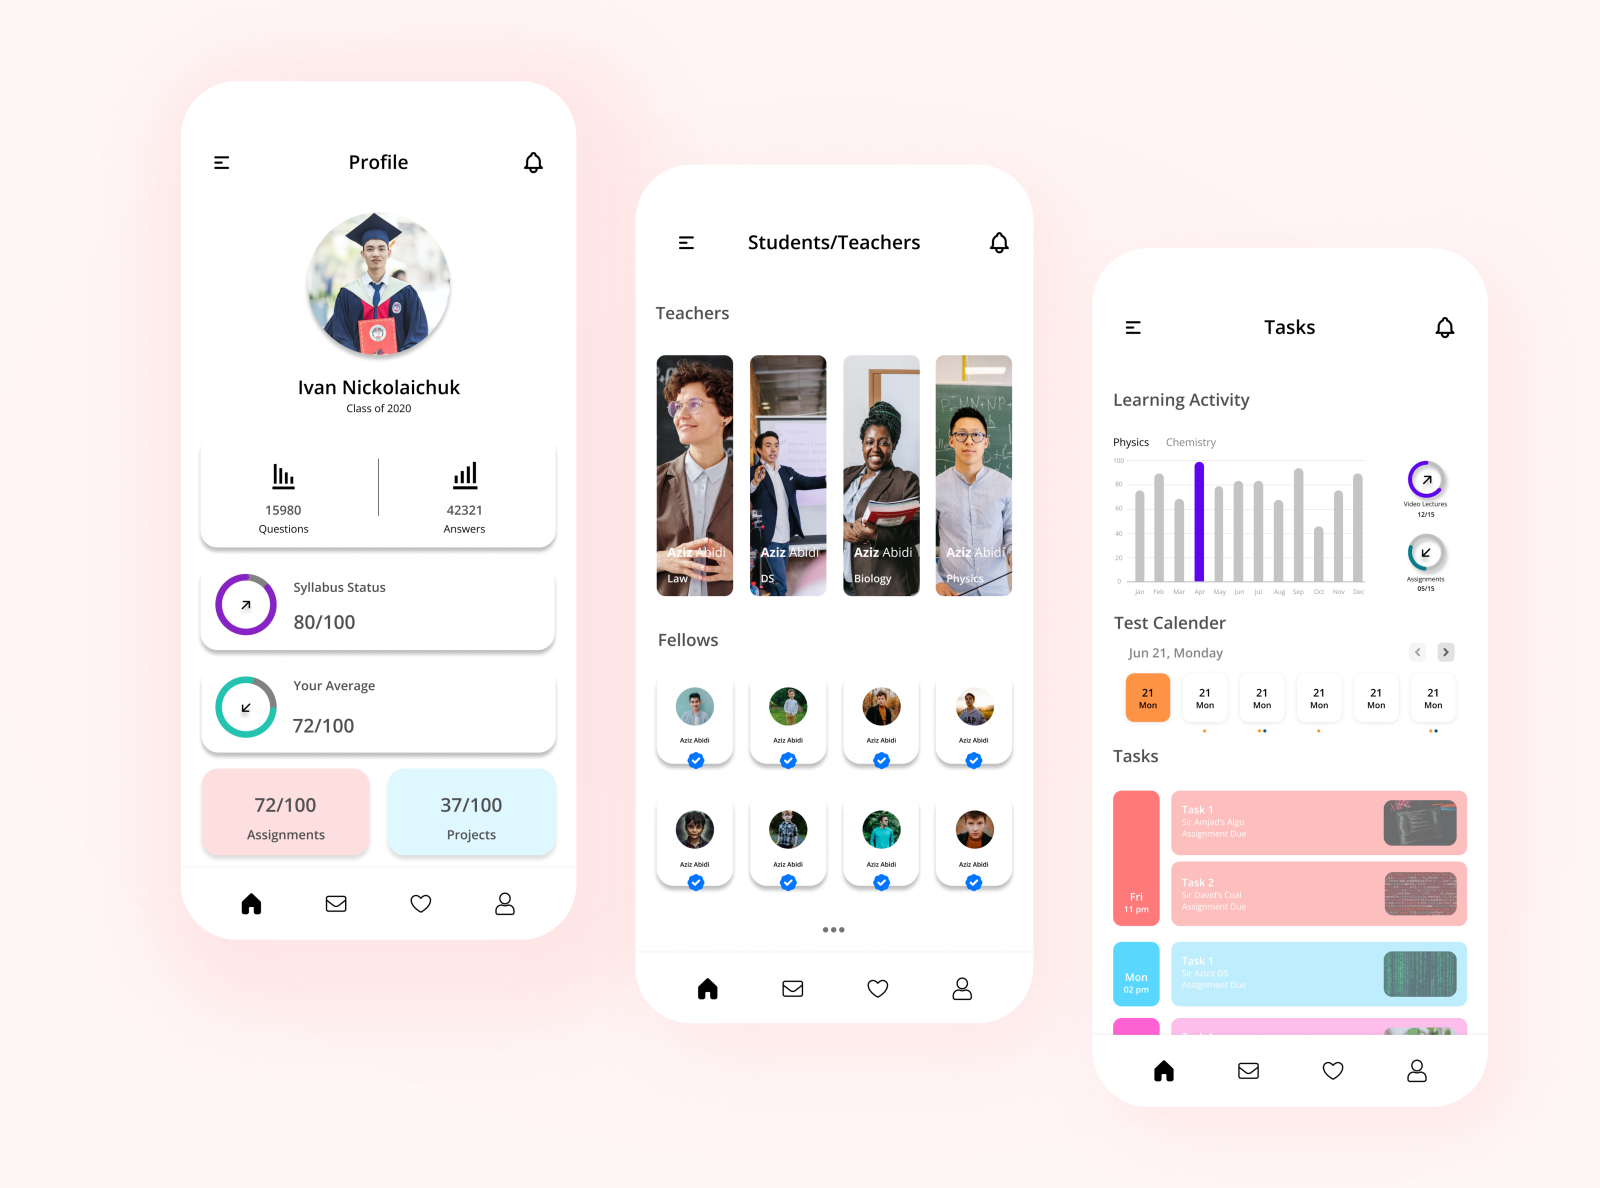 Profile
Ivan Nickolaichuk
Class of 2020
15980
Questions
42321
Answers
Syllabus Status
80/100
Your Average
72/100
72/100
Assignments
37/100
Projects
Students/Teachers
Teachers
Aziz Abidi
Law
Aziz Abidi
DS
Aziz Abidi
Biology
Aziz Abidi
Physics
Fellows
Aziz Abidi
Aziz Abidi
Aziz Abidi
Aziz Abidi
Aziz Abidi
Aziz Abidi
Aziz Abidi
Aziz Abidi
Tasks
Learning Activity
Physics Chemistry
100
80
60
40
20
0
Jan Feb Mar Apr May Jun Jul Aug Sep Oct Nov Dec
Video Lectures
12/15
Assignments
05/15
Test Calender
Jun 21, Monday
21
Mon
21
Mon
21
Mon
21
Mon
21
Mon
21
Mon
Tasks
Fri
11 pm
Task 1
Sir Amjad's Algo
Assignment Due
Task 2
Sir David's Coal
Assignment Due
Mon
02 pm
Task 1
Sir Aziz'z DS
Assignment Due